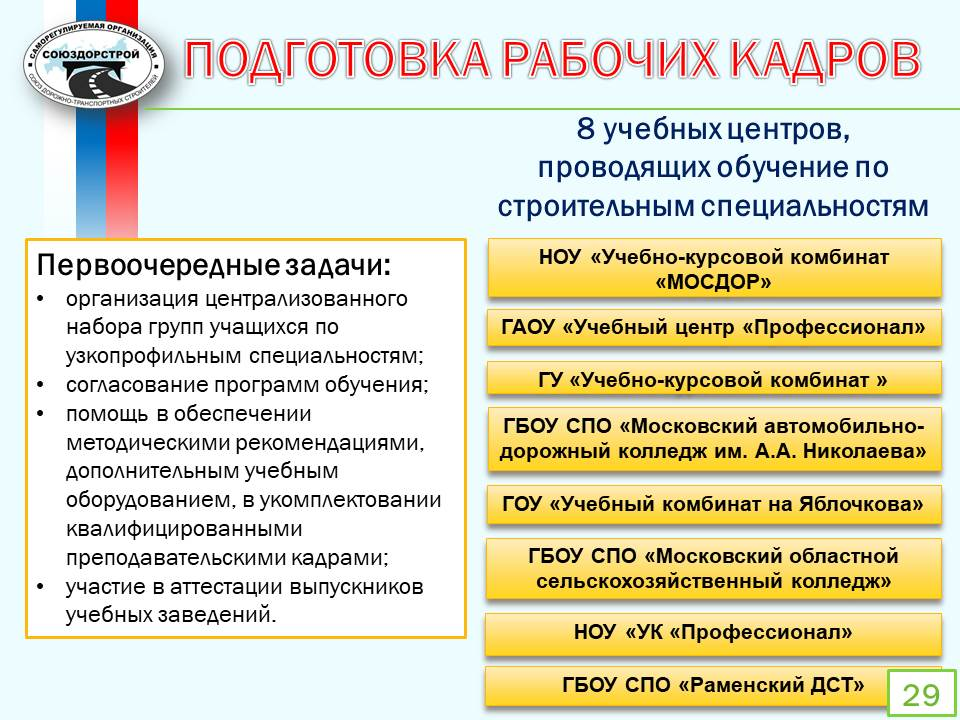 САМОРЕГУЛИРУЕМАЯ ОРГАНИЗАЦИЯ
СОЮЗДОРСТРОЙ
СОЮЗ ДОРОЖНО-ТРАНСПОРТНЫХ СТРОИТЕЛЕЙ
ПОДГОТОВКА РАБОЧИХ КАДРОВ
8 учебных центров,
проводящих обучение по
строительным специальностям
Первоочередные задачи:
• организация централизованного
набора групп учащихся по
узкопрофильным специальностям;
• согласование программ обучения;
• помощь в обеспечении
методическими рекомендациями,
дополнительным учебным
оборудованием, в укомплектовании
квалифицированными
преподавательскими кадрами;
• участие в аттестации выпускников
учебных заведений.
НОУ «Учебно-курсовой комбинат
«МОСДОР»
ГАОУ «Учебный центр «Профессионал»
ГУ «Учебно-курсовой комбинат »
ГБОУ СПО «Московский автомобильно-
дорожный колледж им. А.А. Николаева»
ГОУ «Учебный комбинат на Яблочкова»
ГБОУ СПО «Московский областной
сельскохозяйственный колледж»
НОУ «УК «Профессионал»
ГБОУ СПО «Раменский ДСТ»
29